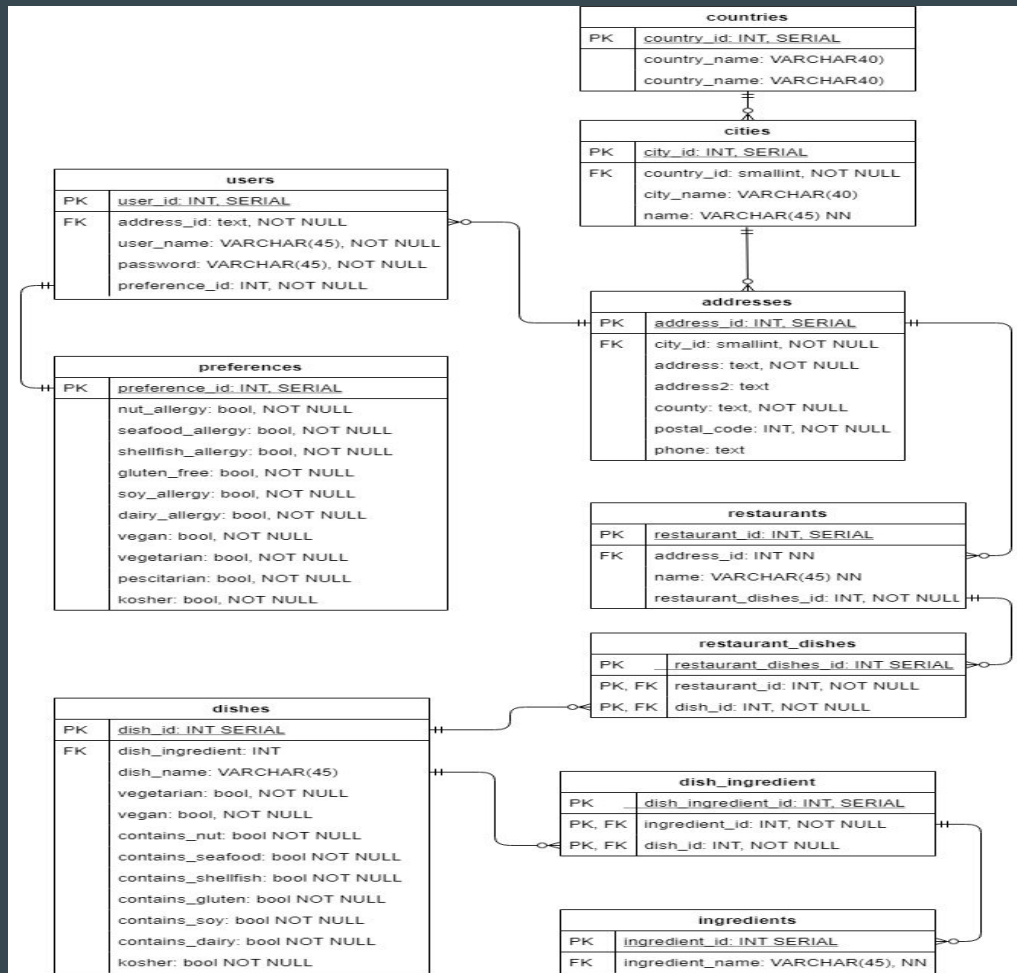 countries
PK country_id: INT, SERIAL
country_name: VARCHAR40)
country_name: VARCHAR40)
cities
PK city_id: INT, SERIAL
FK country_id: smallint, NOT NULL
city_name: VARCHAR(40)
name: VARCHAR(45) NN
users
PK user_id: INT, SERIAL
FK address_id: text, NOT NULL
user_name: VARCHAR(45), NOT NULL
password: VARCHAR(45), NOT NULL
preference_id: INT, NOT NULL
addresses
PK address_id: INT, SERIAL
FK city_id: smallint, NOT NULL
address: text, NOT NULL
address2: text
county: text, NOT NULL
postal_code: INT, NOT NULL
phone: text
preferences
PK preference_id: INT, SERIAL
nut_allergy: bool, NOT NULL
seafood_allergy: bool, NOT NULL
shellfish_allergy: bool, NOT NULL
gluten_free: bool, NOT NULL
soy_allergy: bool, NOT NULL
dairy_allergy: bool, NOT NULL
vegan: bool, NOT NULL
vegetarian: bool, NOT NULL
pescitarian: bool, NOT NULL
kosher: bool, NOT NULL
restaurants
PK restaurant_id: INT, SERIAL
FK address_id: INT NN
name: VARCHAR(45) NN
restaurant_dishes_id: INT, NOT NULL
restaurant_dishes
PK restaurant_dishes_id: INT SERIAL
PK, FK restaurant_id: INT, NOT NULL
PK, FK dish_id: INT, NOT NULL
dishes
PK dish_id: INT SERIAL
FK dish_ingredient: INT
dish_name: VARCHAR(45)
vegetarian: bool, NOT NULL
vegan: bool, NOT NULL
contains_nut: bool NOT NULL
contains_seafood: bool NOT NULL
contains_shellfish: bool NOT NULL
contains_gluten: bool NOT NULL
contains_soy: bool NOT NULL
contains_dairy: bool NOT NULL
kosher: bool NOT NULL
dish_ingredient
PK dish_ingredient_id: INT, SERIAL
PK, FK ingredient_id: INT, NOT NULL
PK, FK dish_id: INT, NOT NULL
ingredients
PK ingredient_id: INT SERIAL
FK ingredient_name: VARCHAR(45), NN